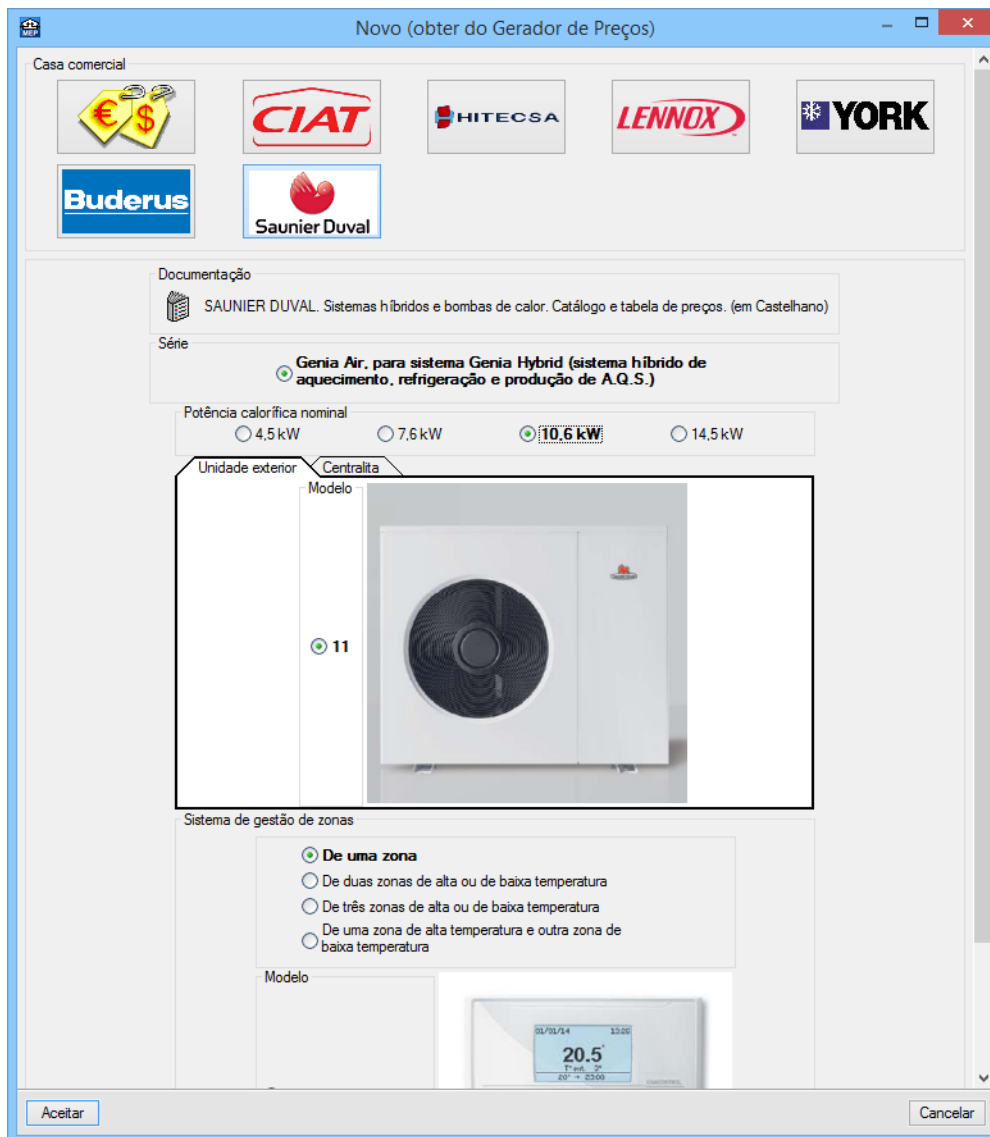 MEP
Novo (obter do Gerador de Preços)
Casa comercial
€ $
CIAT
HITECSA
LENNOX
YORK
Buderus
Saunier Duval
Documentação
SAUNIER DUVAL. Sistemas híbridos e bombas de calor. Catálogo e tabela de preços. (em Castelhano)
Série
Genia Air, para sistema Genia Hybrid (sistema híbrido de
aquecimento, refrigeração e produção de A.Q.S.)
Potência calorífica nominal
4,5 kW 7,6 kW 10,6 kW 14,5 kW
Unidade exterior Centralita
Modelo
11
Sistema de gestão de zonas
De uma zona
De duas zonas de alta ou de baixa temperatura
De três zonas de alta ou de baixa temperatura
De uma zona de alta temperatura e outra zona de
baixa temperatura
Modelo
01/01/14
20.5°
Aceitar Cancelar